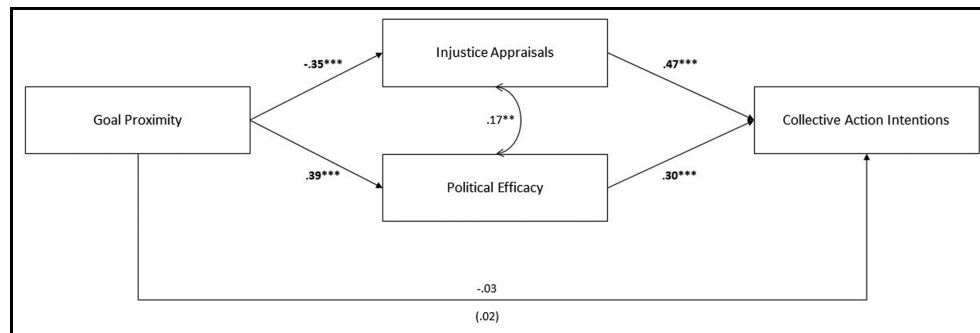 Injustice Appraisals
-.35***
.47***
Goal Proximity
.17**
Collective Action Intentions
.39***
Political Efficacy
.30***
-.03
(.02)